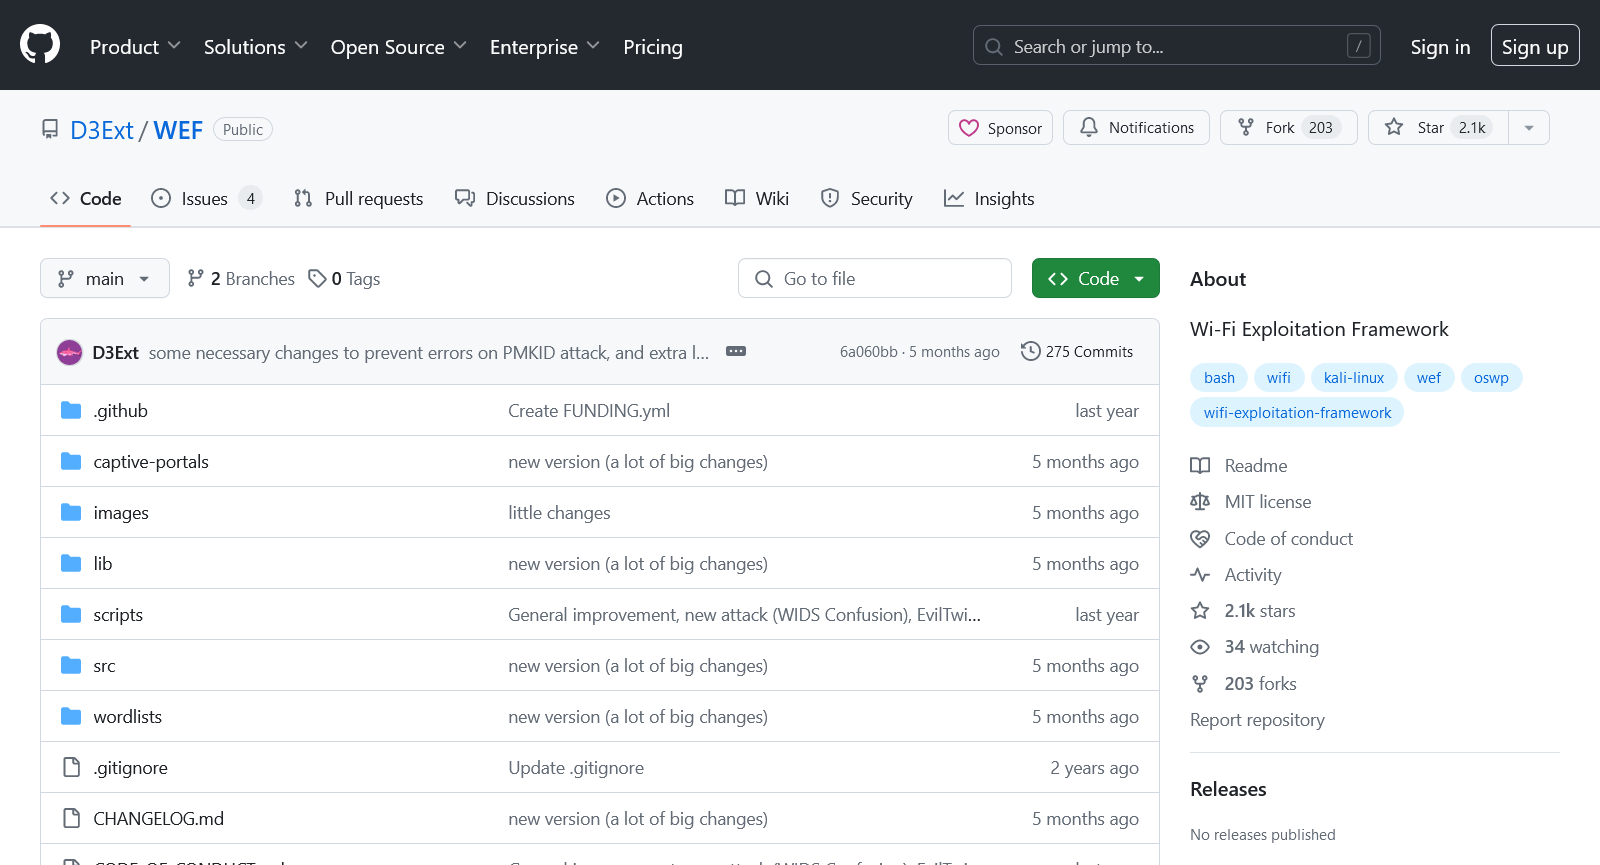 Product Solutions Open Source Enterprise Pricing Search or jump to... / Sign in Sign up
D3Ext / WEF Public Sponsor Notifications Fork 203 Star 2.1k
Code Issues 4 Pull requests Discussions Actions Wiki Security Insights
main 2 Branches 0 Tags Go to file Code
D3Ext some necessary changes to prevent errors on PMKID attack, and extra l... 6a060bb · 5 months ago 275 Commits
.github Create FUNDING.yml last year
captive-portals new version (a lot of big changes) 5 months ago
images little changes 5 months ago
lib new version (a lot of big changes) 5 months ago
scripts General improvement, new attack (WIDS Confusion), EvilTwi... last year
src new version (a lot of big changes) 5 months ago
wordlists new version (a lot of big changes) 5 months ago
.gitignore Update .gitignore 2 years ago
CHANGELOG.md new version (a lot of big changes) 5 months ago
About
Wi-Fi Exploitation Framework
bash wifi kali-linux wef oswp
wifi-exploitation-framework
Readme
MIT license
Code of conduct
Activity
2.1k stars
34 watching
203 forks
Report repository
Releases
No releases published